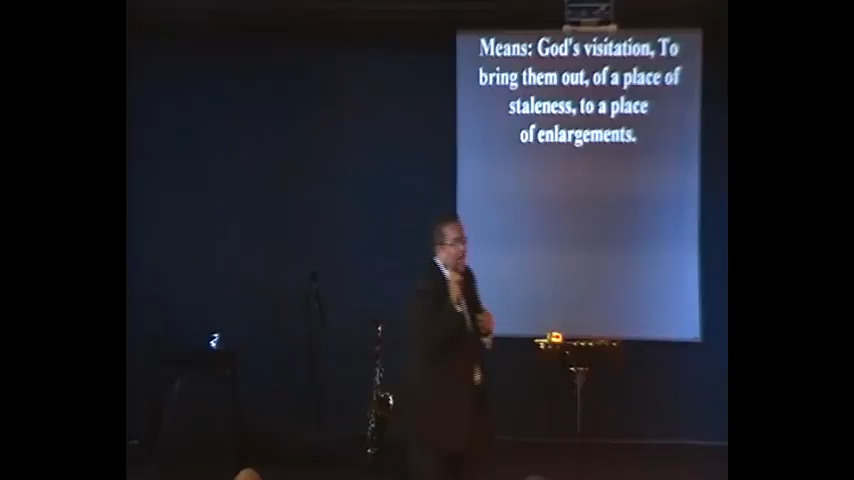 Means: God's visitation, To
bring them out, of a place of
staleness, to a place
of enlargements.